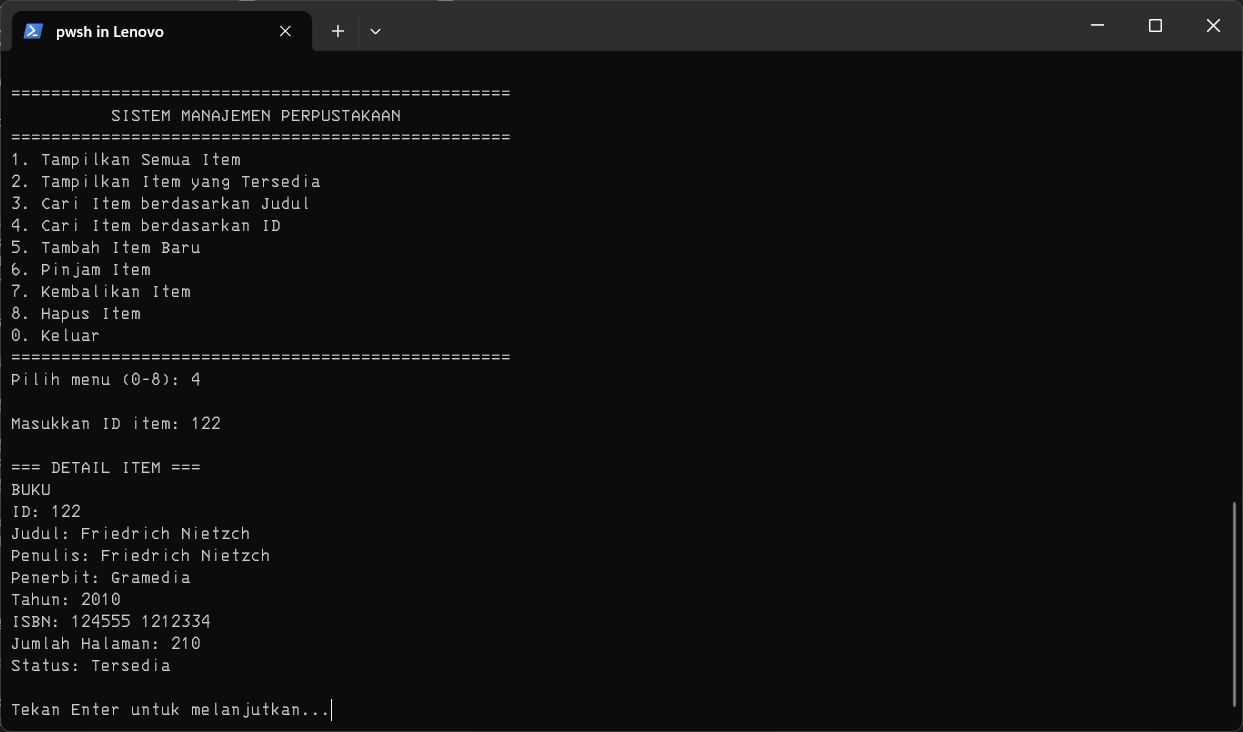 pwsh in Lenovo
==================================================
SISTEM MANAJEMEN PERPUSTAKAAN
==================================================
1. Tampilkan Semua Item
2. Tampilkan Item yang Tersedia
3. Cari Item berdasarkan Judul
4. Cari Item berdasarkan ID
5. Tambah Item Baru
6. Pinjam Item
7. Kembalikan Item
8. Hapus Item
0. Keluar
==================================================
Pilih menu (0-8): 4
Masukkan ID item: 122
=== DETAIL ITEM ===
BUKU
ID: 122
Judul: Friedrich Nietzch
Penulis: Friedrich Nietzch
Penerbit: Gramedia
Tahun: 2010
ISBN: 124555 1212334
Jumlah Halaman: 210
Status: Tersedia
Tekan Enter untuk melanjutkan...